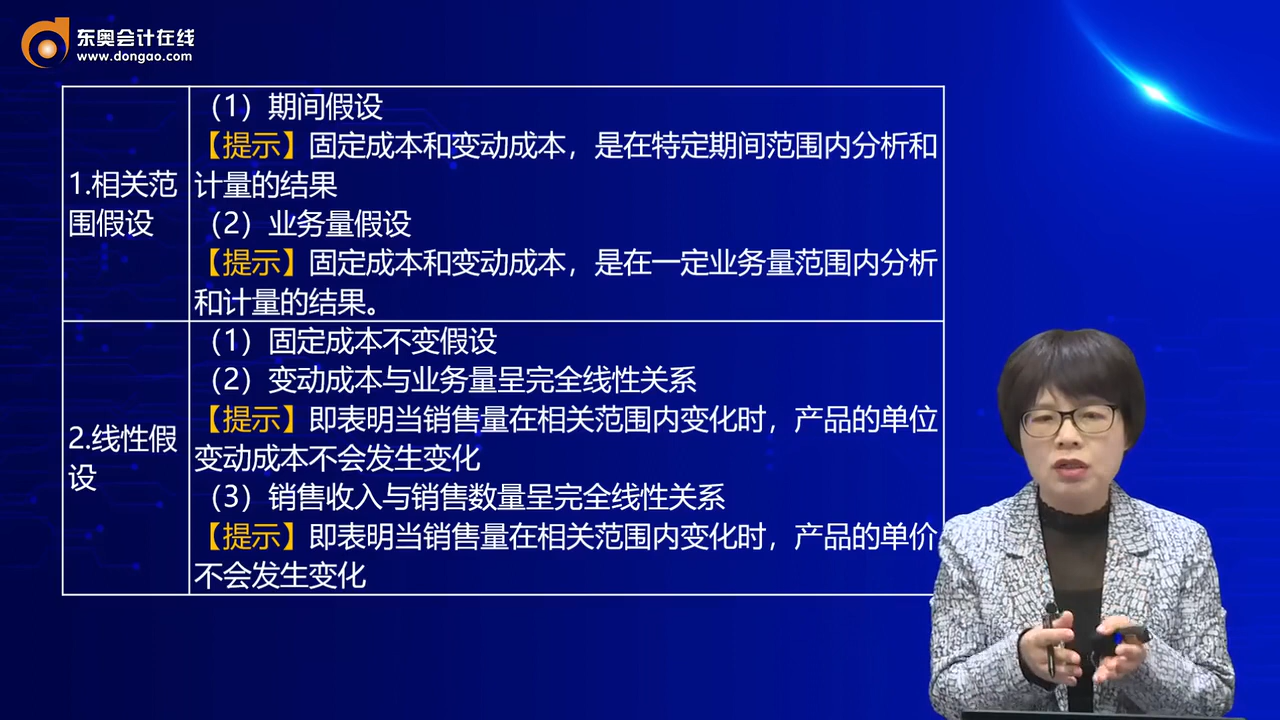 东奥会计在线
www.dongao.com
（1）期间假设
【提示】固定成本和变动成本，是在特定期间范围内分析和
计量的结果
1.相关范
围假设
（2）业务量假设
【提示】固定成本和变动成本，是在一定业务量范围内分析
和计量的结果。
（1）固定成本不变假设
（2）变动成本与业务量呈完全线性关系
【提示】即表明当销售量在相关范围内变化时，产品的单位
变动成本不会发生变化
2.线性假
设
（3）销售收入与销售数量呈完全线性关系
【提示】即表明当销售量在相关范围内变化时，产品的单价
不会发生变化